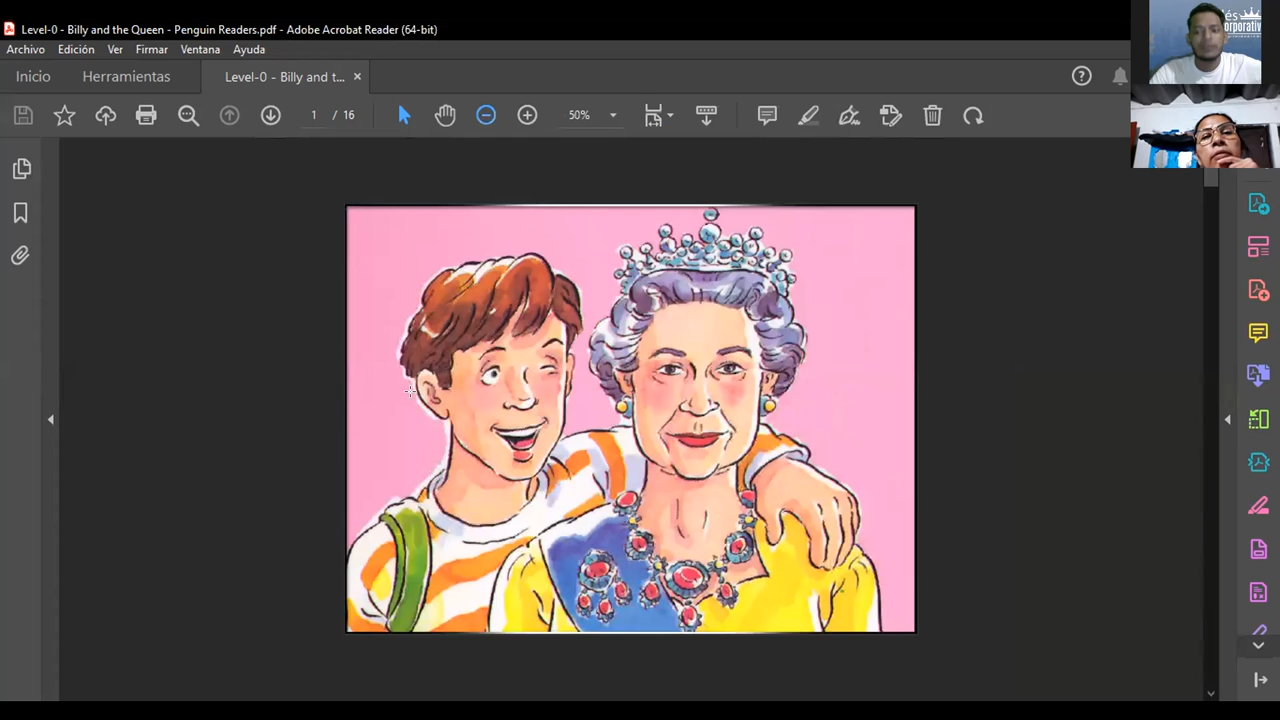 Level-0 - Billy and the Queen - Penguin Readers.pdf - Adobe Acrobat Reader (64-bit)
Archivo Edición Ver Firmar Ventana Ayuda
Inicio Herramientas Level-0 - Billy and t... ×
1 / 16 50%